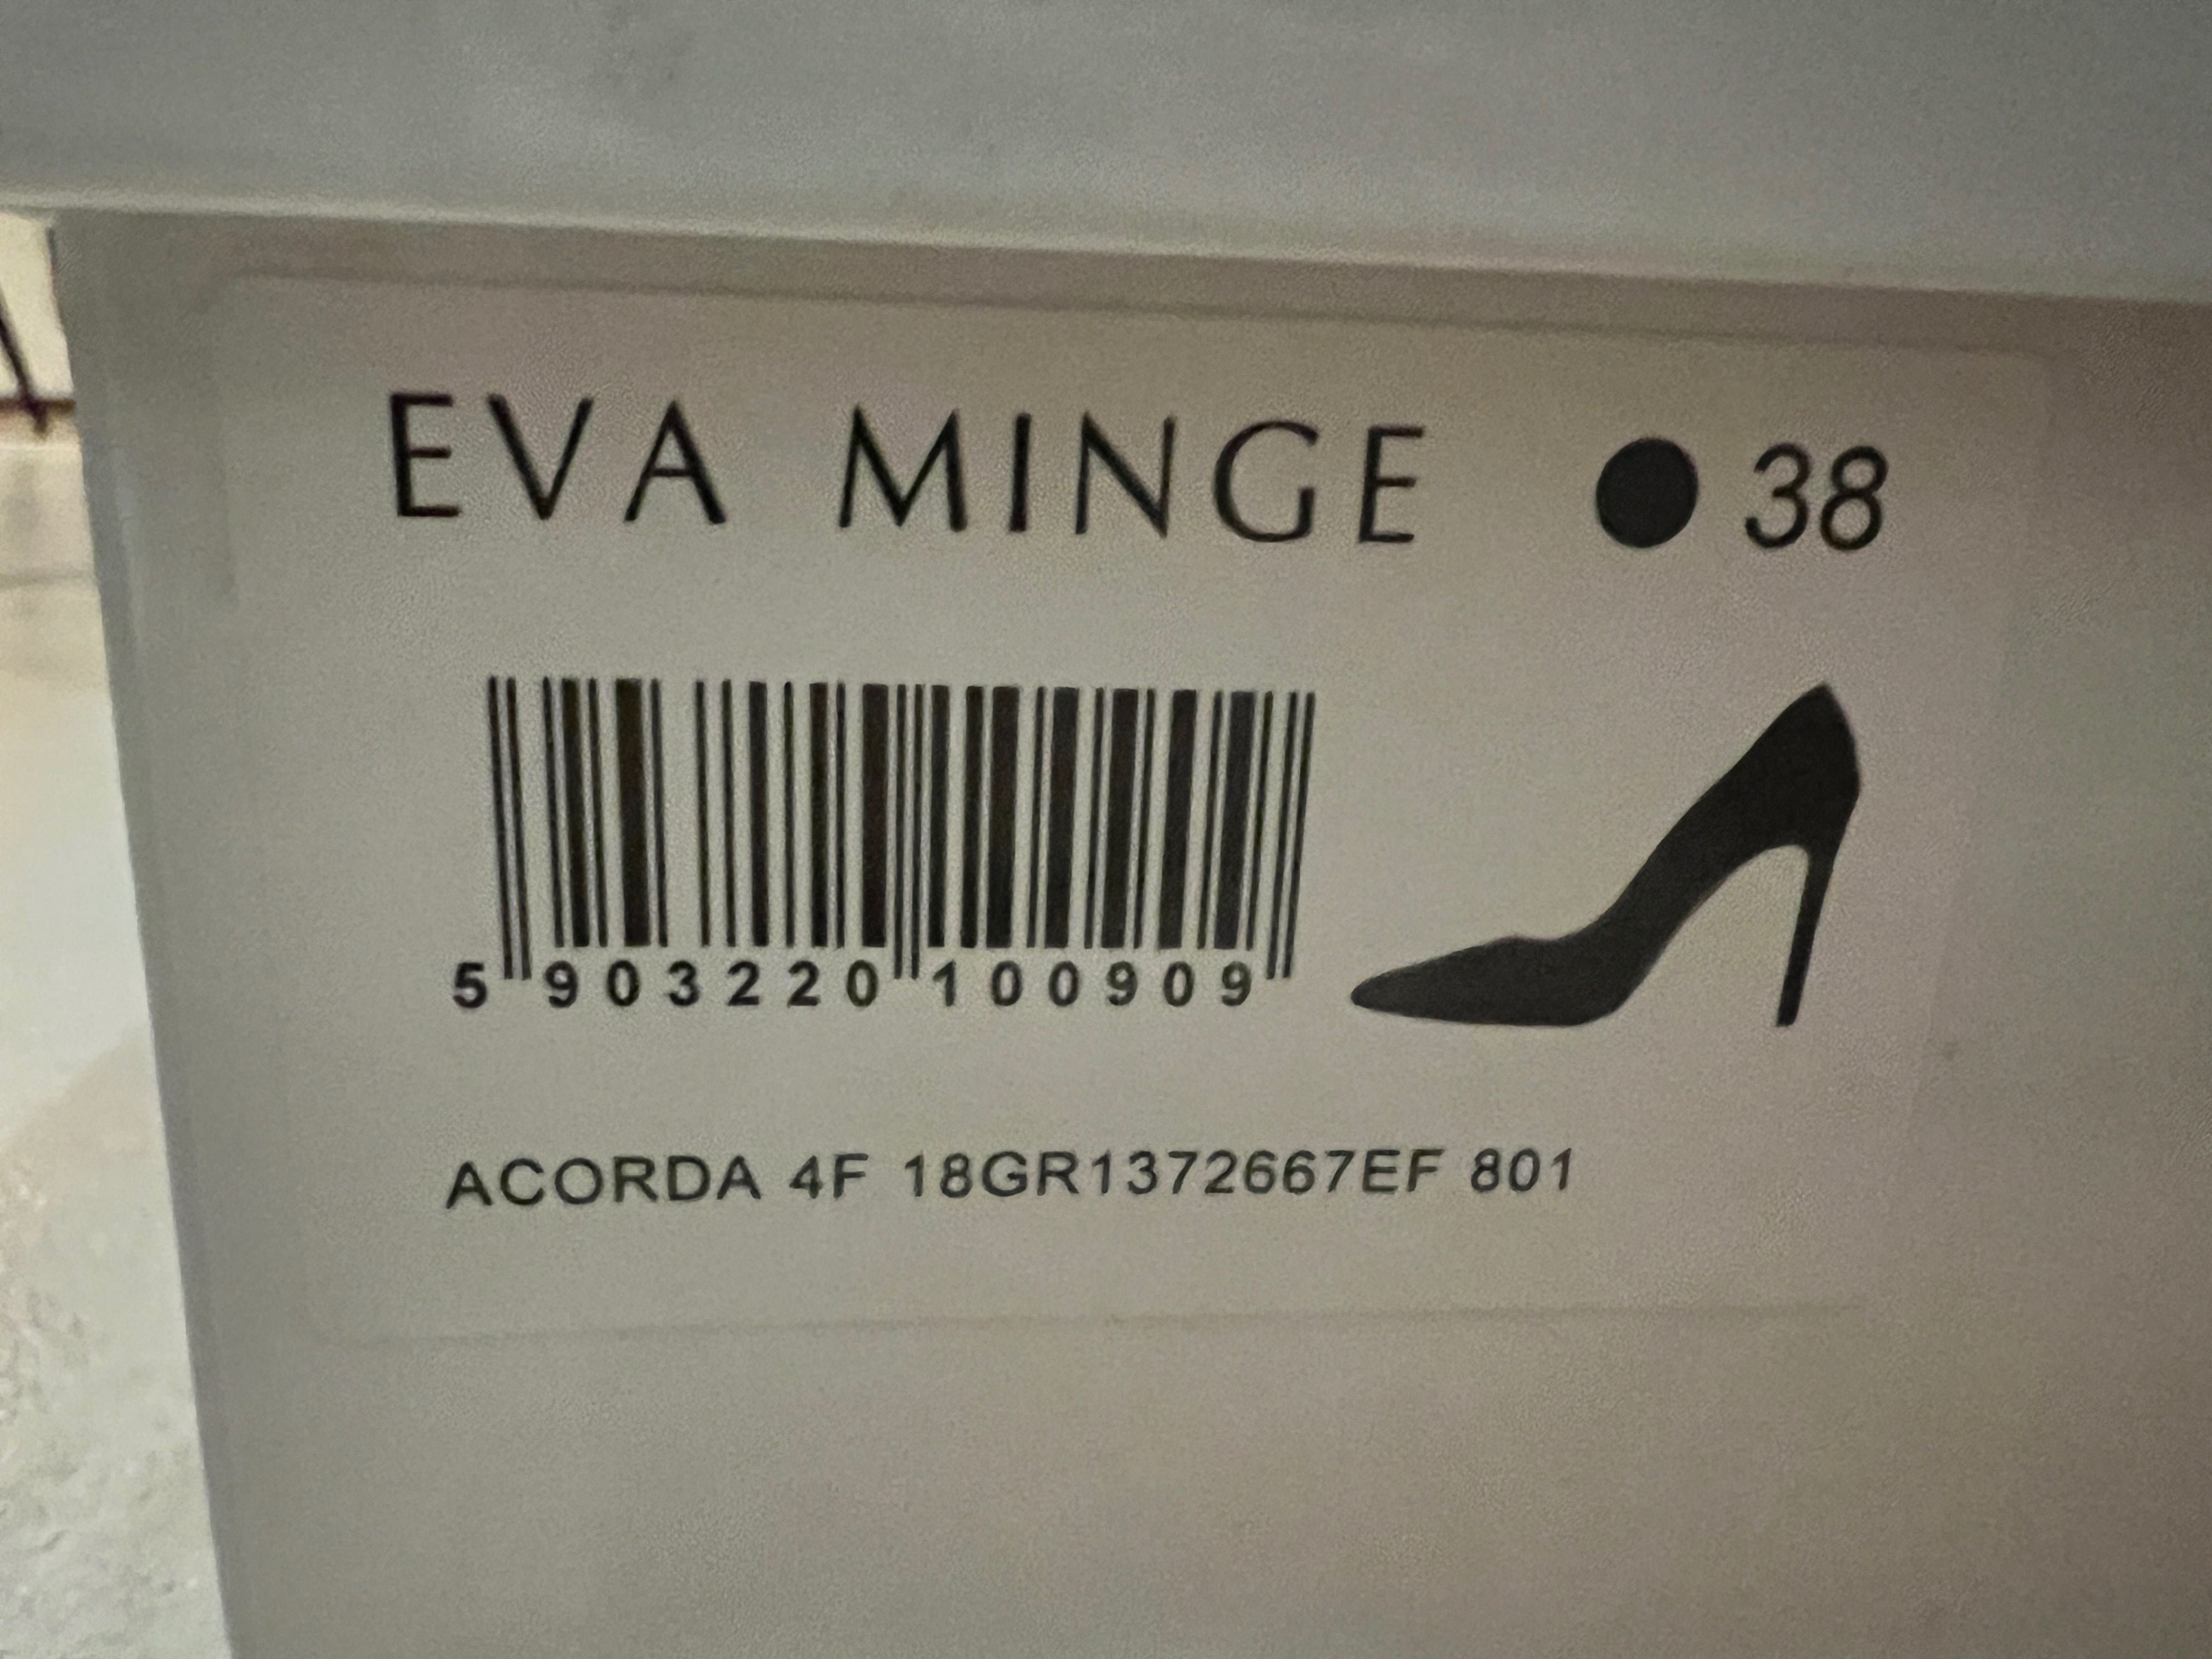 EVA MINGE ● 38
5 903220 100909
ACORDA 4F 18GR1372667EF 801